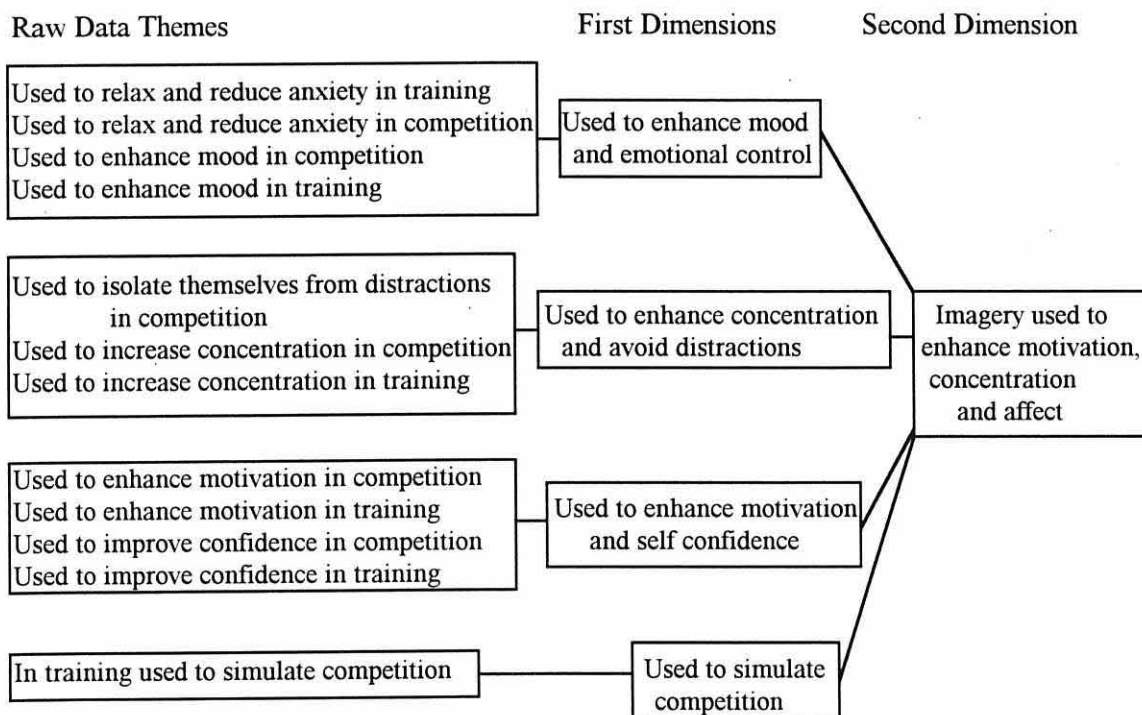 Raw Data Themes
First Dimensions
Second Dimension
Used to relax and reduce anxiety in training
Used to relax and reduce anxiety in competition
Used to enhance mood in competition
Used to enhance mood in training
Used to enhance mood
and emotional control
Used to isolate themselves from distractions
in competition
Used to increase concentration in competition
Used to increase concentration in training
Used to enhance concentration
and avoid distractions
Imagery used to
enhance motivation,
concentration
and affect
Used to enhance motivation in competition
Used to enhance motivation in training
Used to improve confidence in competition
Used to improve confidence in training
Used to enhance motivation
and self confidence
In training used to simulate competition
Used to simulate
competition